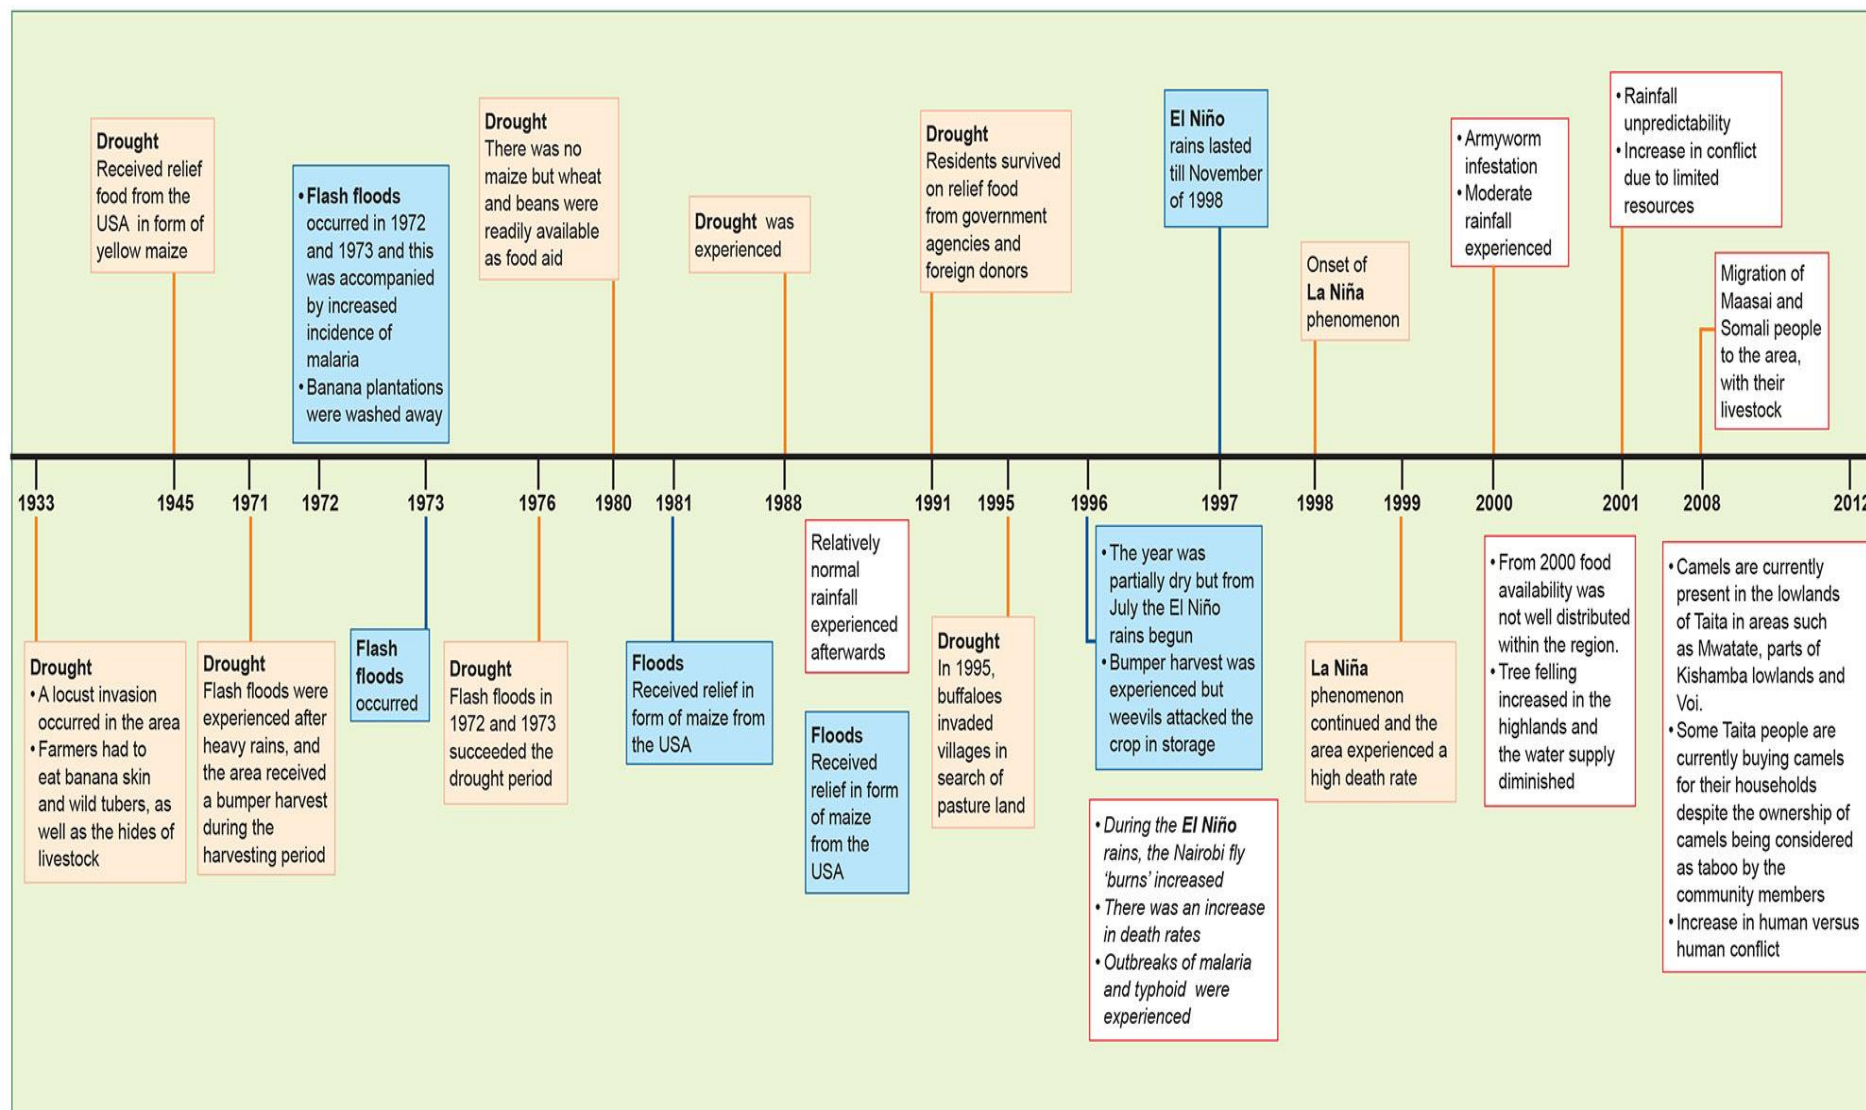 Drought
Received relief
food from the
USA in form of
yellow maize
• Flash floods
occurred in 1972
and 1973 and this
was accompanied
by increased
incidence of
malaria
• Banana plantations
were washed away
Drought
There was no
maize but wheat
and beans were
readily available
as food aid
Drought was
experienced
Drought
Residents survived
on relief food
from government
agencies and
foreign donors
El Niño
rains lasted
till November
of 1998
Onset of
La Niña
phenomenon
• Armyworm
infestation
• Moderate
rainfall
experienced
• Rainfall
unpredictability
• Increase in conflict
due to limited
resources
Migration of
Maasai and
Somali people
to the area,
with their
livestock
1933 1945 1971 1972 1973 1976 1980 1981 1988 1991 1995 1996 1997 1998 1999 2000 2001 2008 2012
Drought
• A locust invasion
occurred in the area
• Farmers had to
eat banana skin
and wild tubers, as
well as the hides of
livestock
Drought
Flash floods were
experienced after
heavy rains, and
the area received
a bumper harvest
during the
harvesting period
Flash
floods
occurred
Drought
Flash floods in
1972 and 1973
succeeded the
drought period
Floods
Received relief in
form of maize from
the USA
Relatively
normal
rainfall
experienced
afterwards
Floods
Received
relief in form
of maize
from the
USA
Drought
In 1995,
buffaloes
invaded
villages in
search of
pasture land
• The year was
partially dry but from
July the El Niño
rains begun
• Bumper harvest was
experienced but
weevils attacked the
crop in storage
• During the El Niño
rains, the Nairobi fly
‘burns’ increased
• There was an increase
in death rates
• Outbreaks of malaria
and typhoid were
experienced
La Niña
phenomenon
continued and the
area experienced a
high death rate
• From 2000 food
availability was
not well distributed
within the region.
• Tree felling
increased in the
highlands and
the water supply
diminished
• Camels are currently
present in the lowlands
of Taita in areas such
as Mwatate, parts of
Kishamba lowlands and
Voi.
• Some Taita people are
currently buying camels
for their households
despite the ownership of
camels being considered
as taboo by the
community members
• Increase in human versus
human conflict